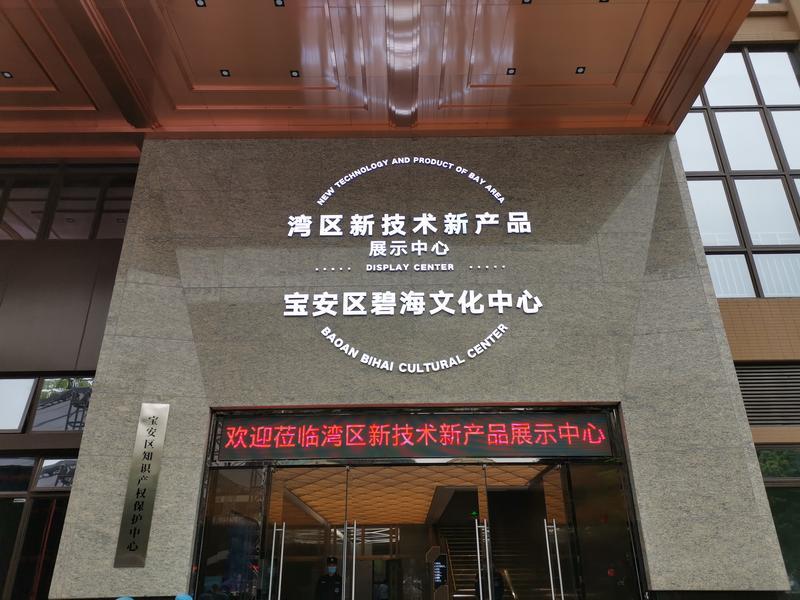 NEW TECHNOLOGY AND PRODUCT OF BAY AREA
湾区新技术新产品
展示中心
DISPLAY CENTER
宝安区碧海文化中心
BAOAN BIHAI CULTURAL CENTER
欢迎莅临湾区新技术新产品展示中心
宝安区知识产权保护中心